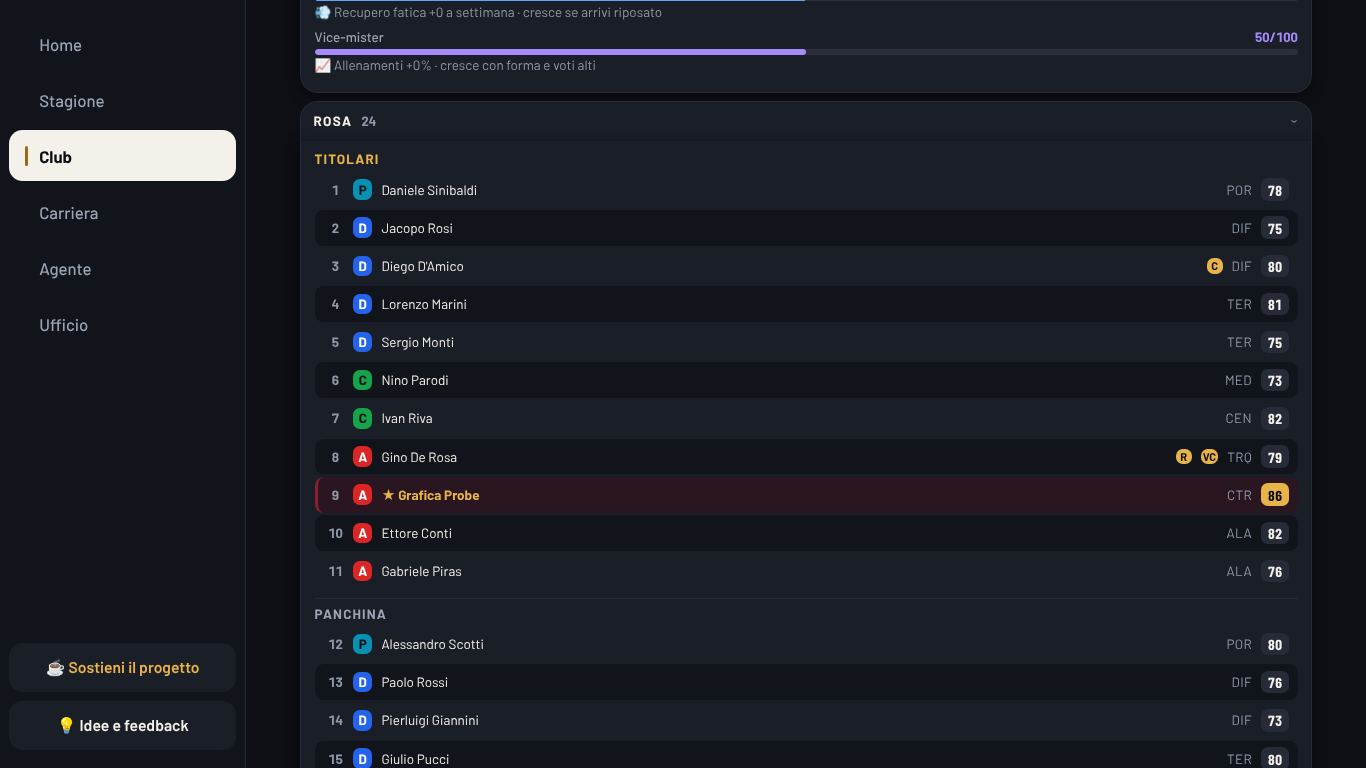 Home
Stagione
Club
Carriera
Agente
Ufficio
☕ Sostieni il progetto
💡 Idee e feedback
💨 Recupero fatica +0 a settimana · cresce se arrivi riposato
Vice-mister 50/100
📈 Allenamenti +0% · cresce con forma e voti alti
ROSA 24
TITOLARI
1 P Daniele Sinibaldi POR 78
2 D Jacopo Rosi DIF 75
3 D Diego D'Amico C DIF 80
4 D Lorenzo Marini TER 81
5 D Sergio Monti TER 75
6 C Nino Parodi MED 73
7 C Ivan Riva CEN 82
8 A Gino De Rosa R VC TRQ 79
9 A ★ Grafica Probe CTR 86
10 A Ettore Conti ALA 82
11 A Gabriele Piras ALA 76
PANCHINA
12 P Alessandro Scotti POR 80
13 D Paolo Rossi DIF 76
14 D Pierluigi Giannini DIF 73
15 D Giulio Pucci TER 80